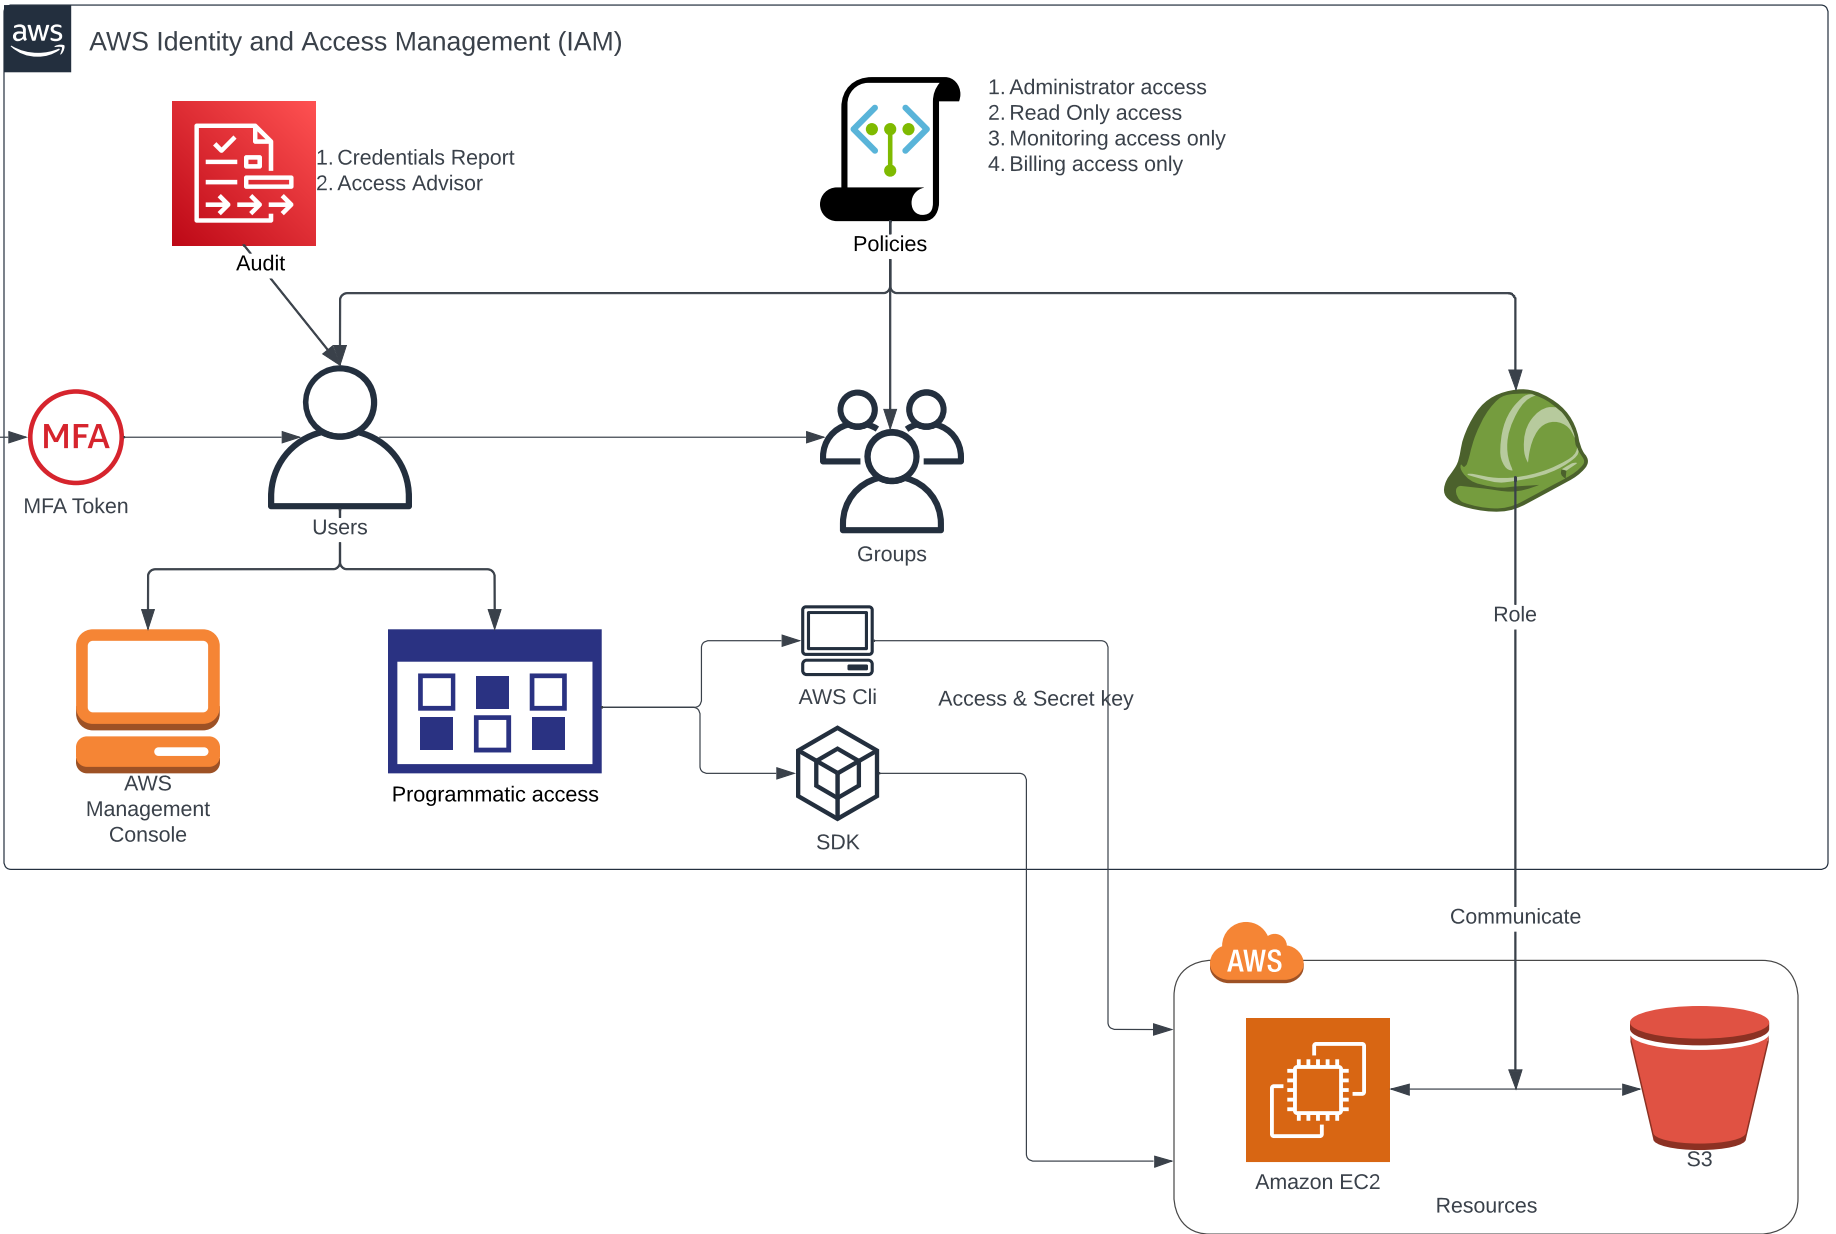 aws
AWS Identity and Access Management (IAM)
1. Administrator access
2. Read Only access
3. Monitoring access only
4. Billing access only
1. Credentials Report
2. Access Advisor
Policies
Audit
MFA
MFA Token
Users
Groups
Role
AWS Cli
Access & Secret key
AWS
Management
Console
Programmatic access
SDK
Communicate
AWS
Amazon EC2
S3
Resources